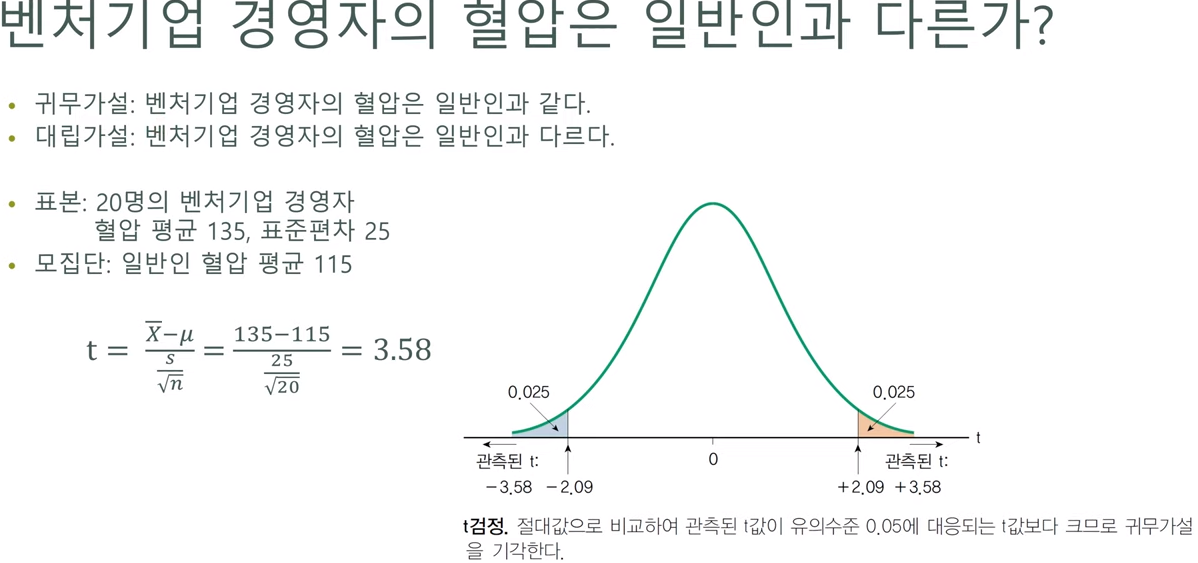 벤처기업 경영자의 혈압은 일반인과 다른가?
• 귀무가설: 벤처기업 경영자의 혈압은 일반인과 같다.
• 대립가설: 벤처기업 경영자의 혈압은 일반인과 다르다.
• 표본: 20명의 벤처기업 경영자
혈압 평균 135, 표준편차 25
• 모집단: 일반인 혈압 평균 115
t = (X̅−μ)/(s/√n) = (135−115)/(25/√20) = 3.58
0.025 0.025
t
관측된 t: 0 관측된 t:
−3.58 −2.09 +2.09 +3.58
t검정. 절대값으로 비교하여 관측된 t값이 유의수준 0.05에 대응되는 t값보다 크므로 귀무가설
을 기각한다.